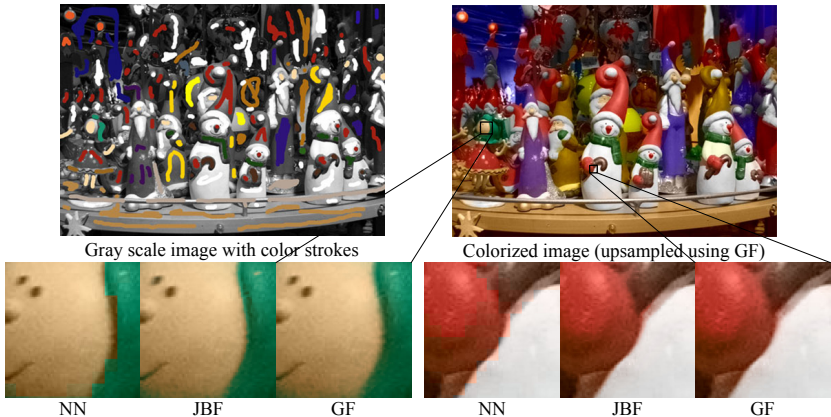 Gray scale image with color strokes
Colorized image (upsampled using GF)
NN
JBF
GF
NN
JBF
GF